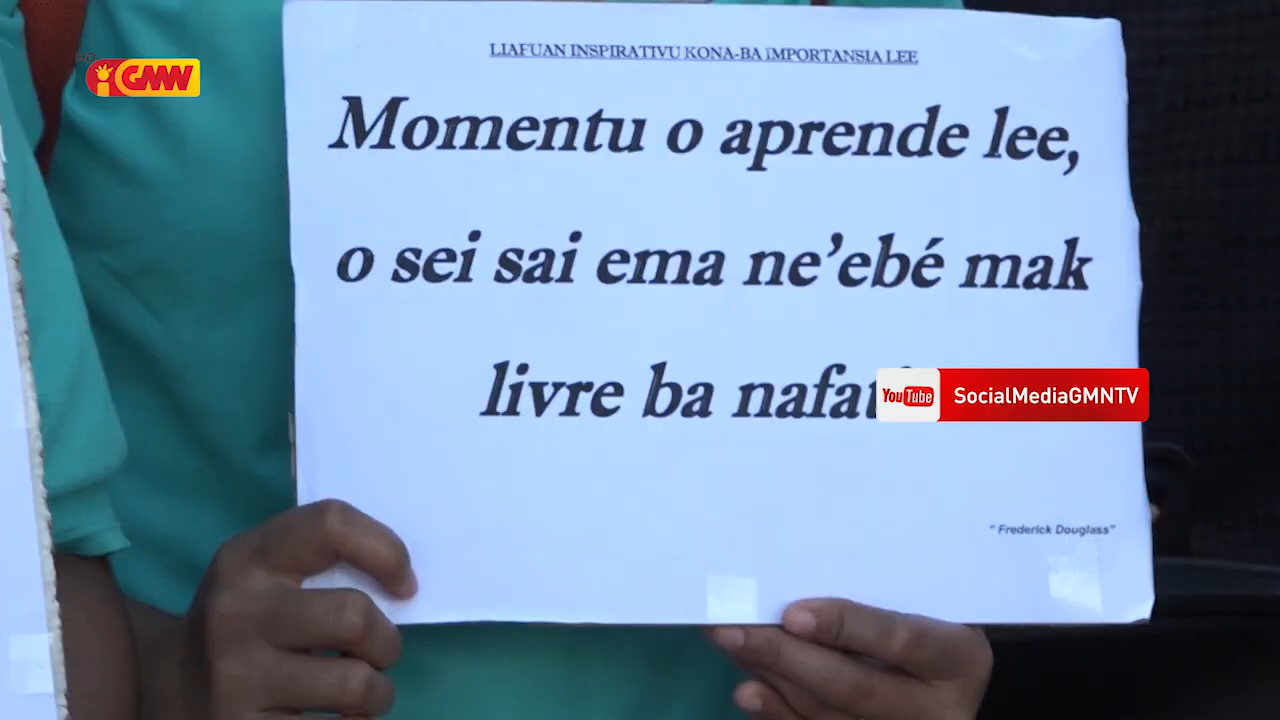 LIAFUAN INSPIRATIVU KONA-BA IMPORTANSIA LEE
HD
GMN
Momentu o aprende lee,
o sei sai ema ne'ebé mak
livre ba
YouTube SocialMediaGMNTV
" Frederick Douglass"